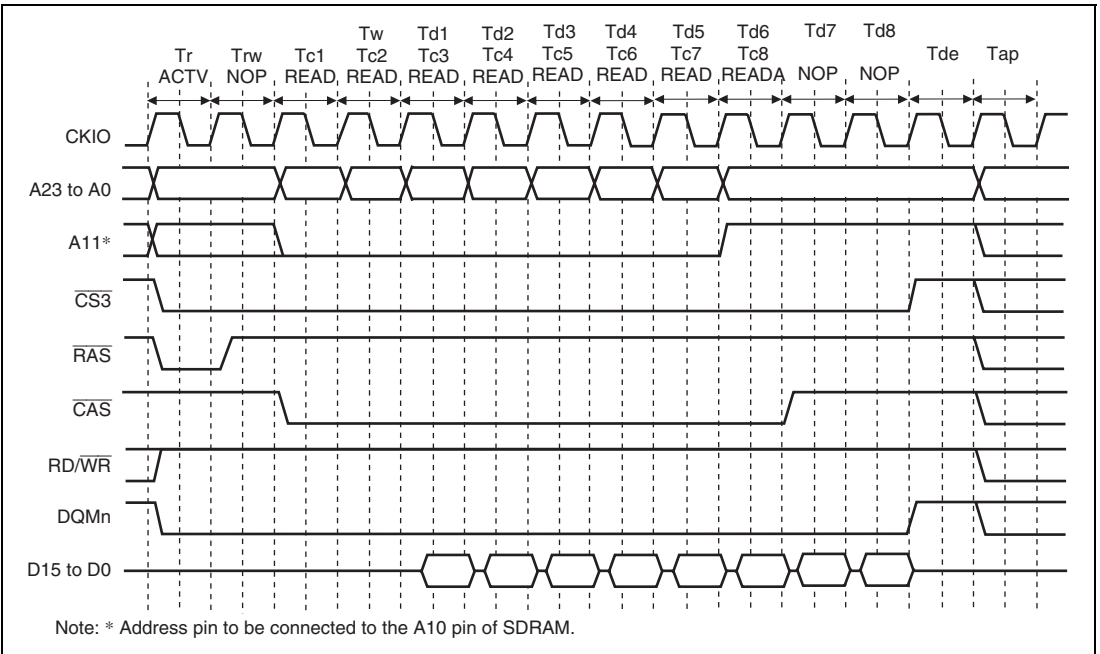 Tw Td1 Td2 Td3 Td4 Td5 Td6 Td7 Td8
Tr Trw Tc1 Tc2 Tc3 Tc4 Tc5 Tc6 Tc7 Tc8 Tde Tap
ACTV NOP READ READ READ READ READ READ READ READA NOP NOP
CKIO
A23 to A0
A11*
CS3
RAS
CAS
RD/WR
DQMn
D15 to D0
Note: * Address pin to be connected to the A10 pin of SDRAM.